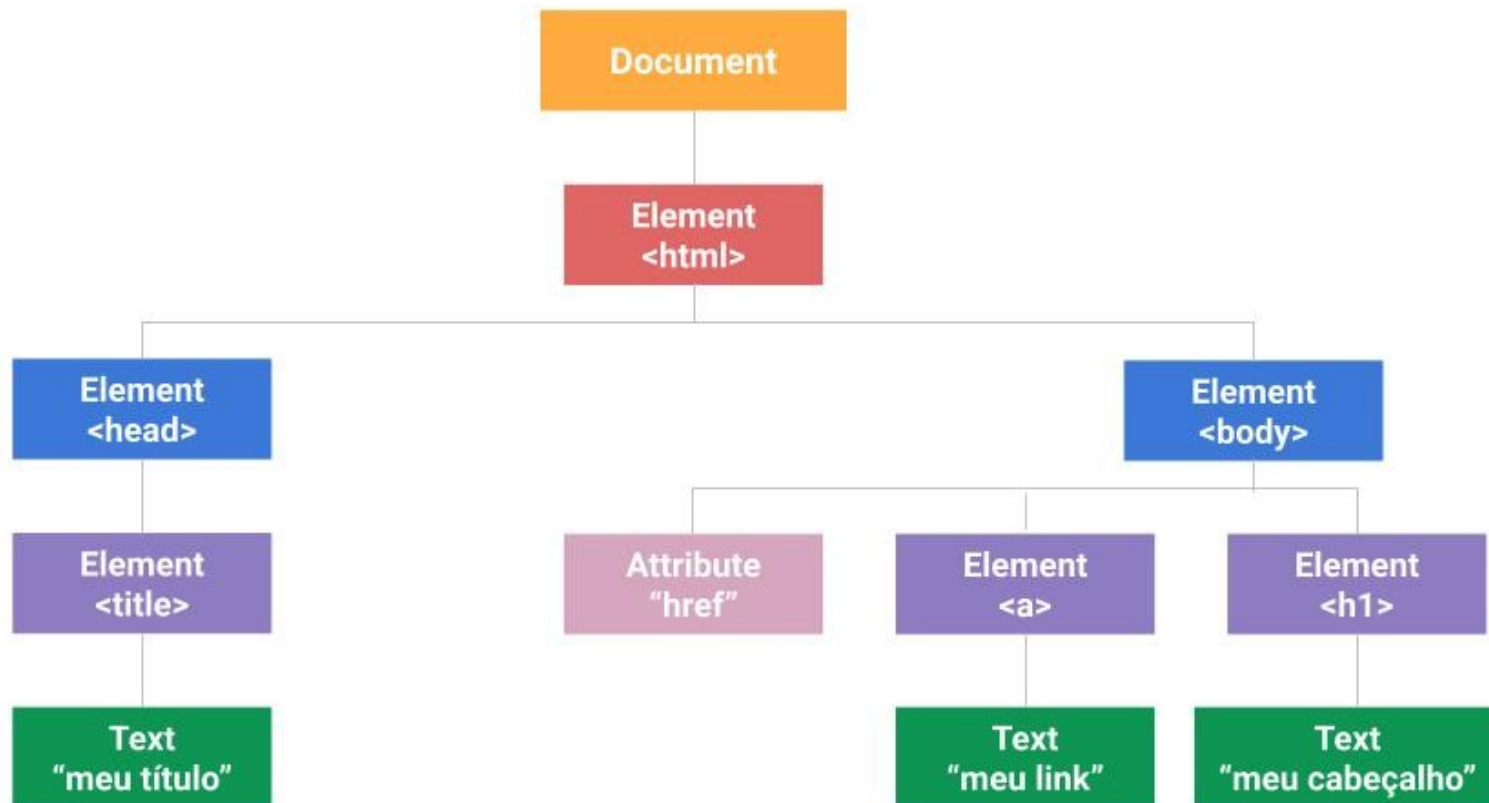 Document
Element
<html>
Element
<head>
Element
<body>
Element
<title>
Attribute
“href”
Element
<a>
Element
<h1>
Text
“meu título”
Text
“meu link”
Text
“meu cabeçalho”